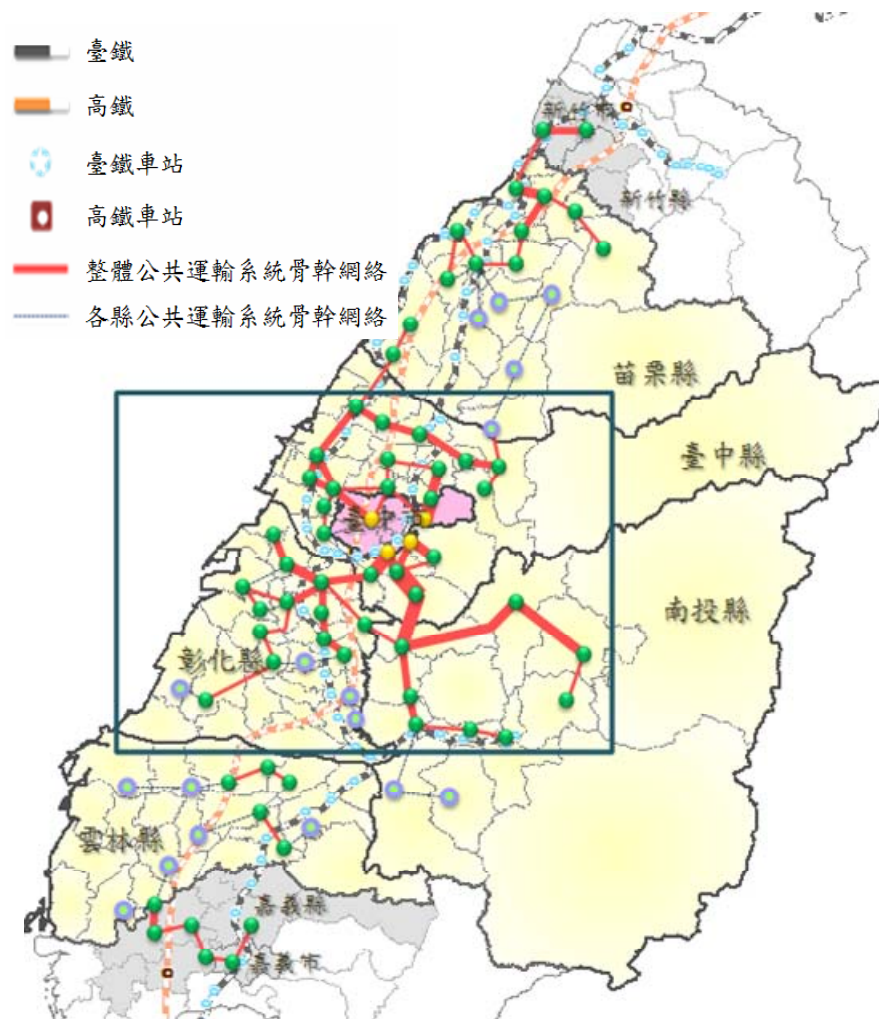 臺鐵
高鐵
臺鐵車站
高鐵車站
整體公共運輸系統骨幹網絡
各縣公共運輸系統骨幹網絡
新竹市
新竹縣
苗栗縣
臺中縣
臺中市
南投縣
彰化縣
雲林縣
嘉義縣
嘉義市